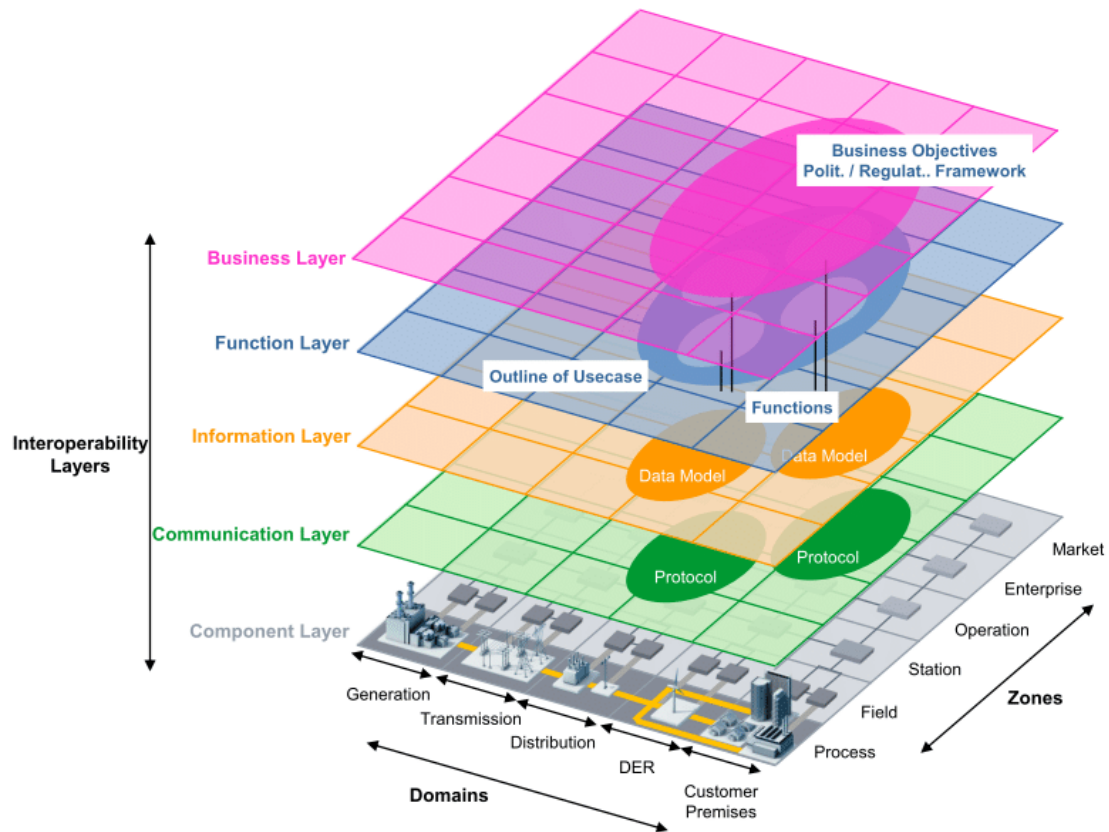 Business Objectives
Polit. / Regulat.. Framework
Business Layer
Function Layer
Outline of Usecase
Functions
Interoperability
Layers
Information Layer
Data Model
Data Model
Communication Layer
Protocol
Protocol
Component Layer
Market
Enterprise
Operation
Station
Field
Process
Zones
Generation
Transmission
Distribution
DER
Customer
Premises
Domains